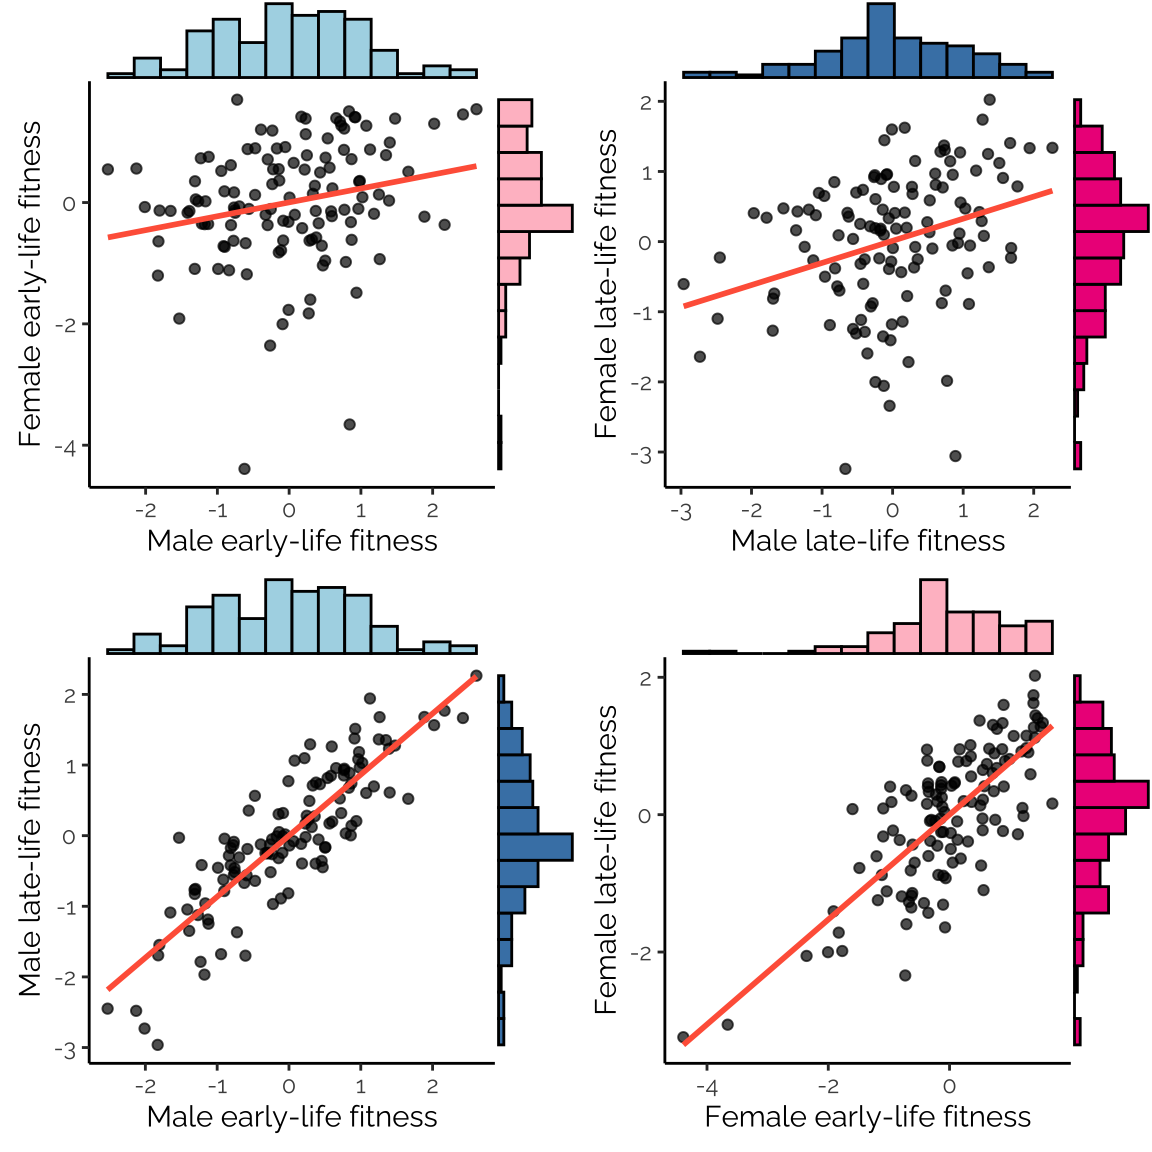 Female early-life fitness
0
-2
-4
-2 -1 0 1 2
Male early-life fitness
Female late-life fitness
2
1
0
-1
-2
-3
-3 -2 -1 0 1 2
Male late-life fitness
Male late-life fitness
2
1
0
-1
-2
-3
-2 -1 0 1 2
Male early-life fitness
Female late-life fitness
2
0
-2
-4 -2 0
Female early-life fitness